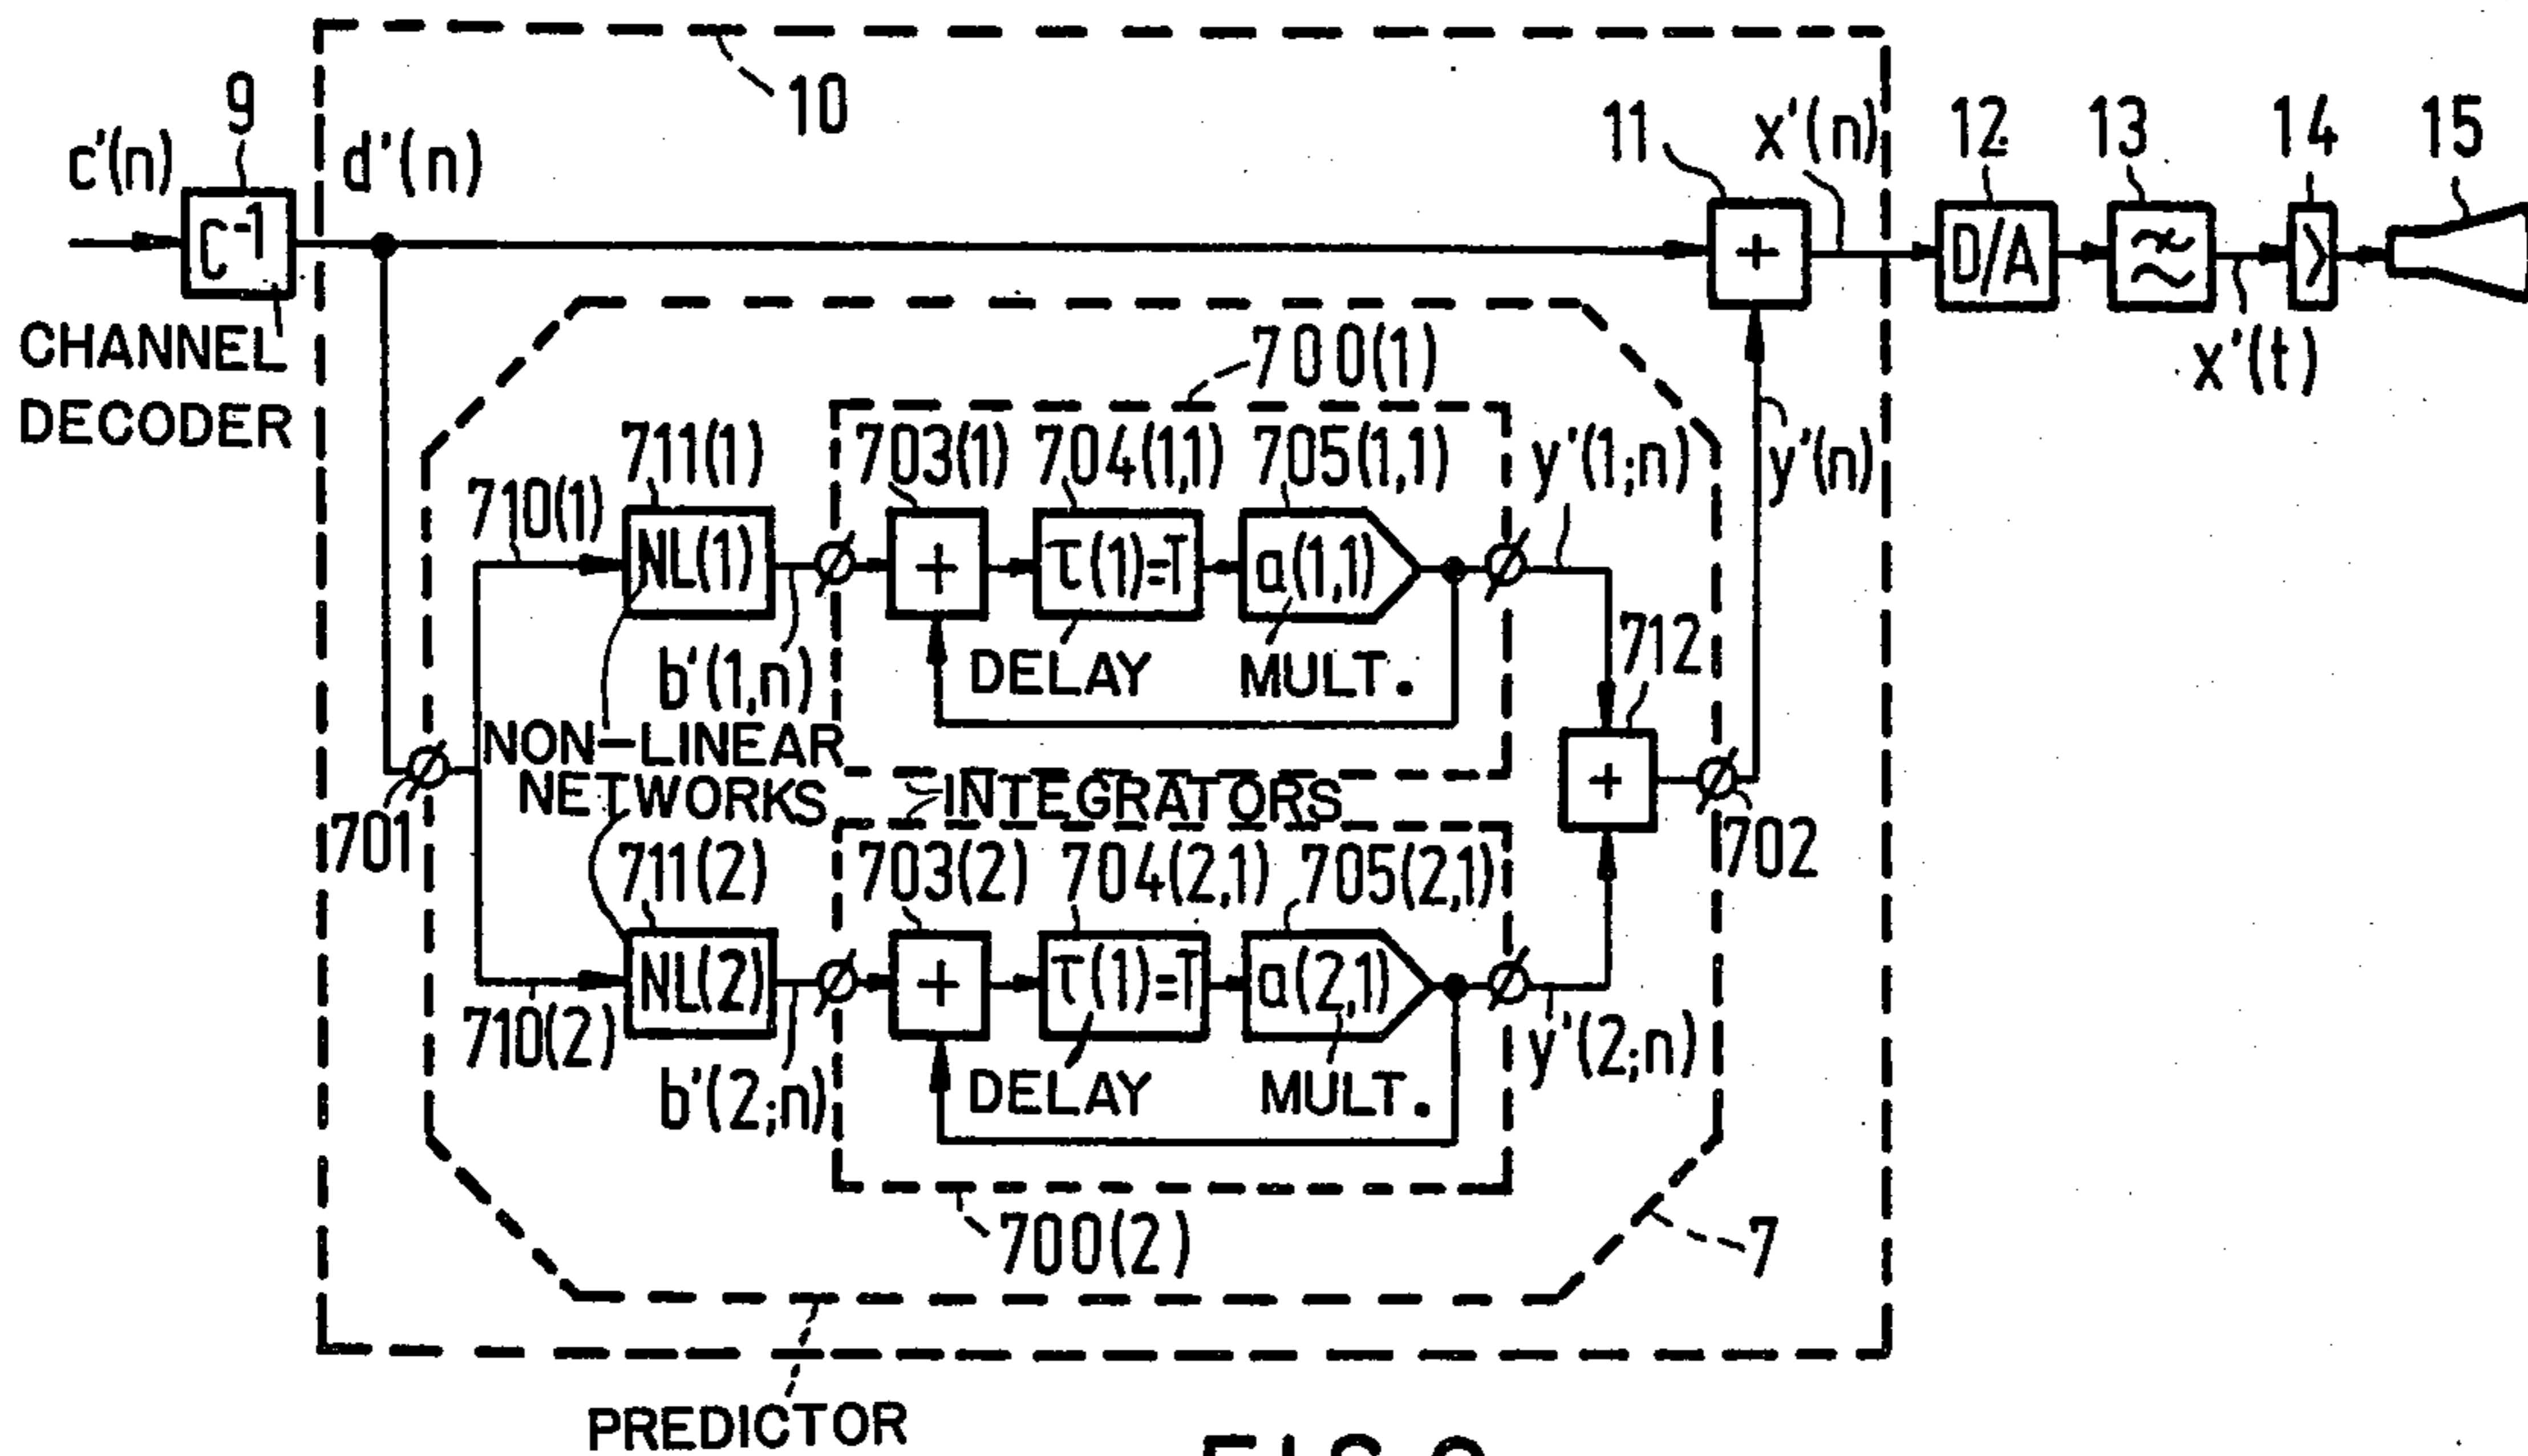 10
9
c'(n)
d'(n)
C-1
CHANNEL
DECODER
11
x'(n)
12
13
14
15
+
D/A
x'(t)
700(1)
711(1)
703(1)
704(1,1)
705(1,1)
y'(1;n)
y'(n)
710(1)
NL(1)
+
τ(1)=T
a(1,1)
b'(1,n)
DELAY
MULT.
712
NON-LINEAR
NETWORKS
INTEGRATORS
+
701
702
711(2)
703(2)
704(2,1)
705(2,1)
NL(2)
+
τ(1)=T
a(2,1)
710(2)
b'(2;n)
DELAY
MULT.
y'(2;n)
700(2)
7
PREDICTOR